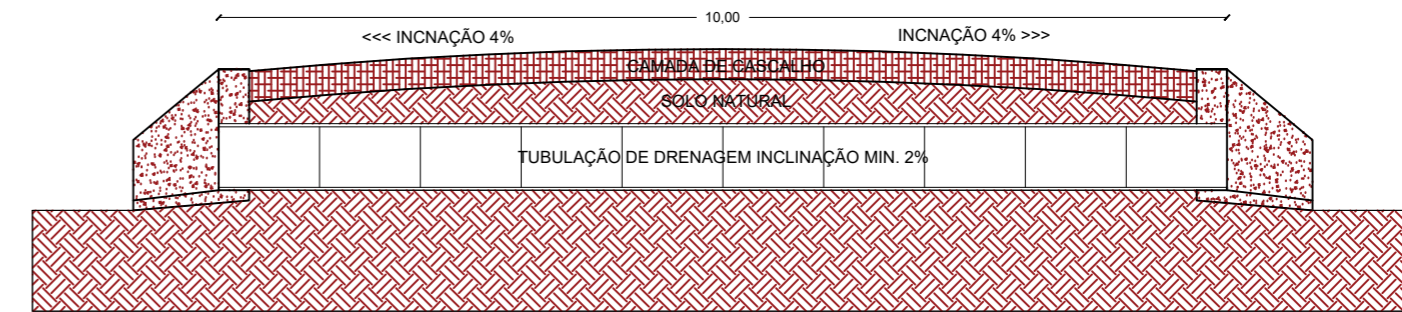 10,00
<<< INCNAÇÃO 4%
INCNAÇÃO 4% >>>
CAMADA DE CASCALHO
SOLO NATURAL
TUBULAÇÃO DE DRENAGEM INCLINAÇÃO MIN. 2%